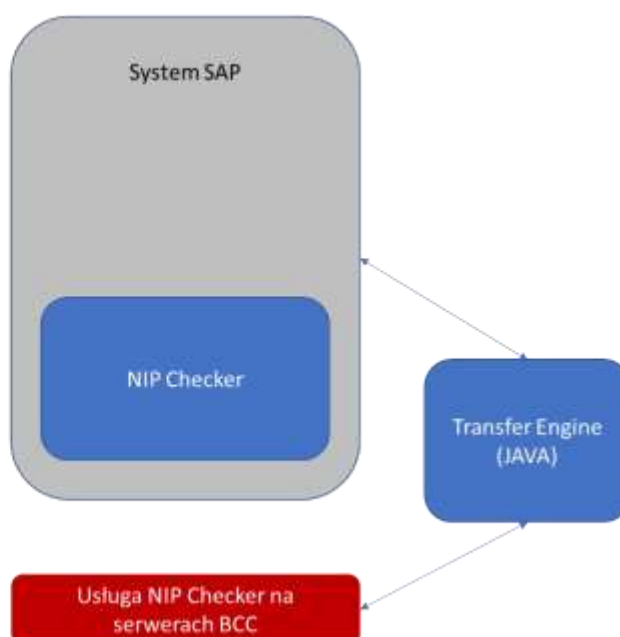 System SAP
NIP Checker
Transfer Engine
(JAVA)
Usługa NIP Checker na
serwerach BCC